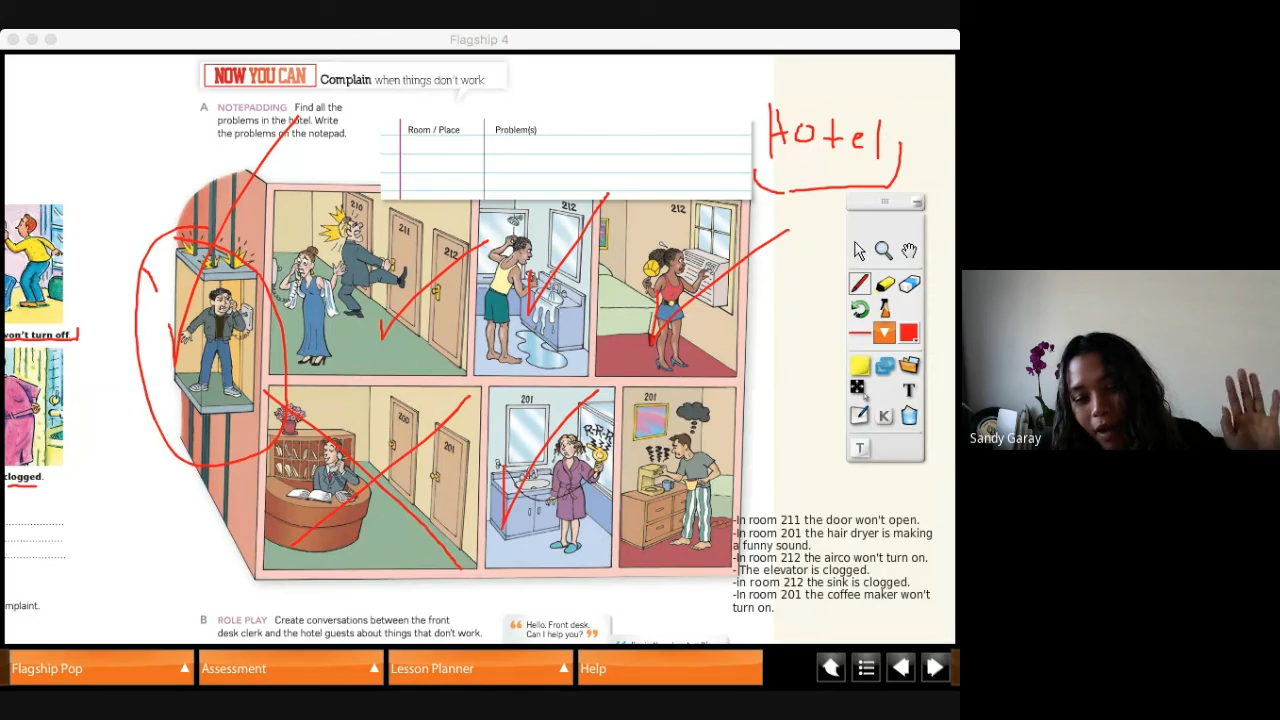 Flagship 4
NOW YOU CAN Complain when things don't work
A NOTEPADDING Find all the
problems in the hotel. Write
the problems on the notepad.
Room / Place Problem(s)
Hotel
210
211
212
212
212
won't turn off.
200
201
201
R-R-R
201
clogged.
Sandy Garay
T
K
T
-In room 211 the door won't open.
-In room 201 the hair dryer is making
a funny sound.
-In room 212 the airco won't turn on.
- The elevator is clogged.
-in room 212 the sink is clogged.
-In room 201 the coffee maker won't
turn on.
mplaint.
B ROLE PLAY Create conversations between the front
desk clerk and the hotel guests about things that don't work.
“ Hello. Front desk.
Can I help you? ”
Flagship Pop
Assessment
Lesson Planner
Help